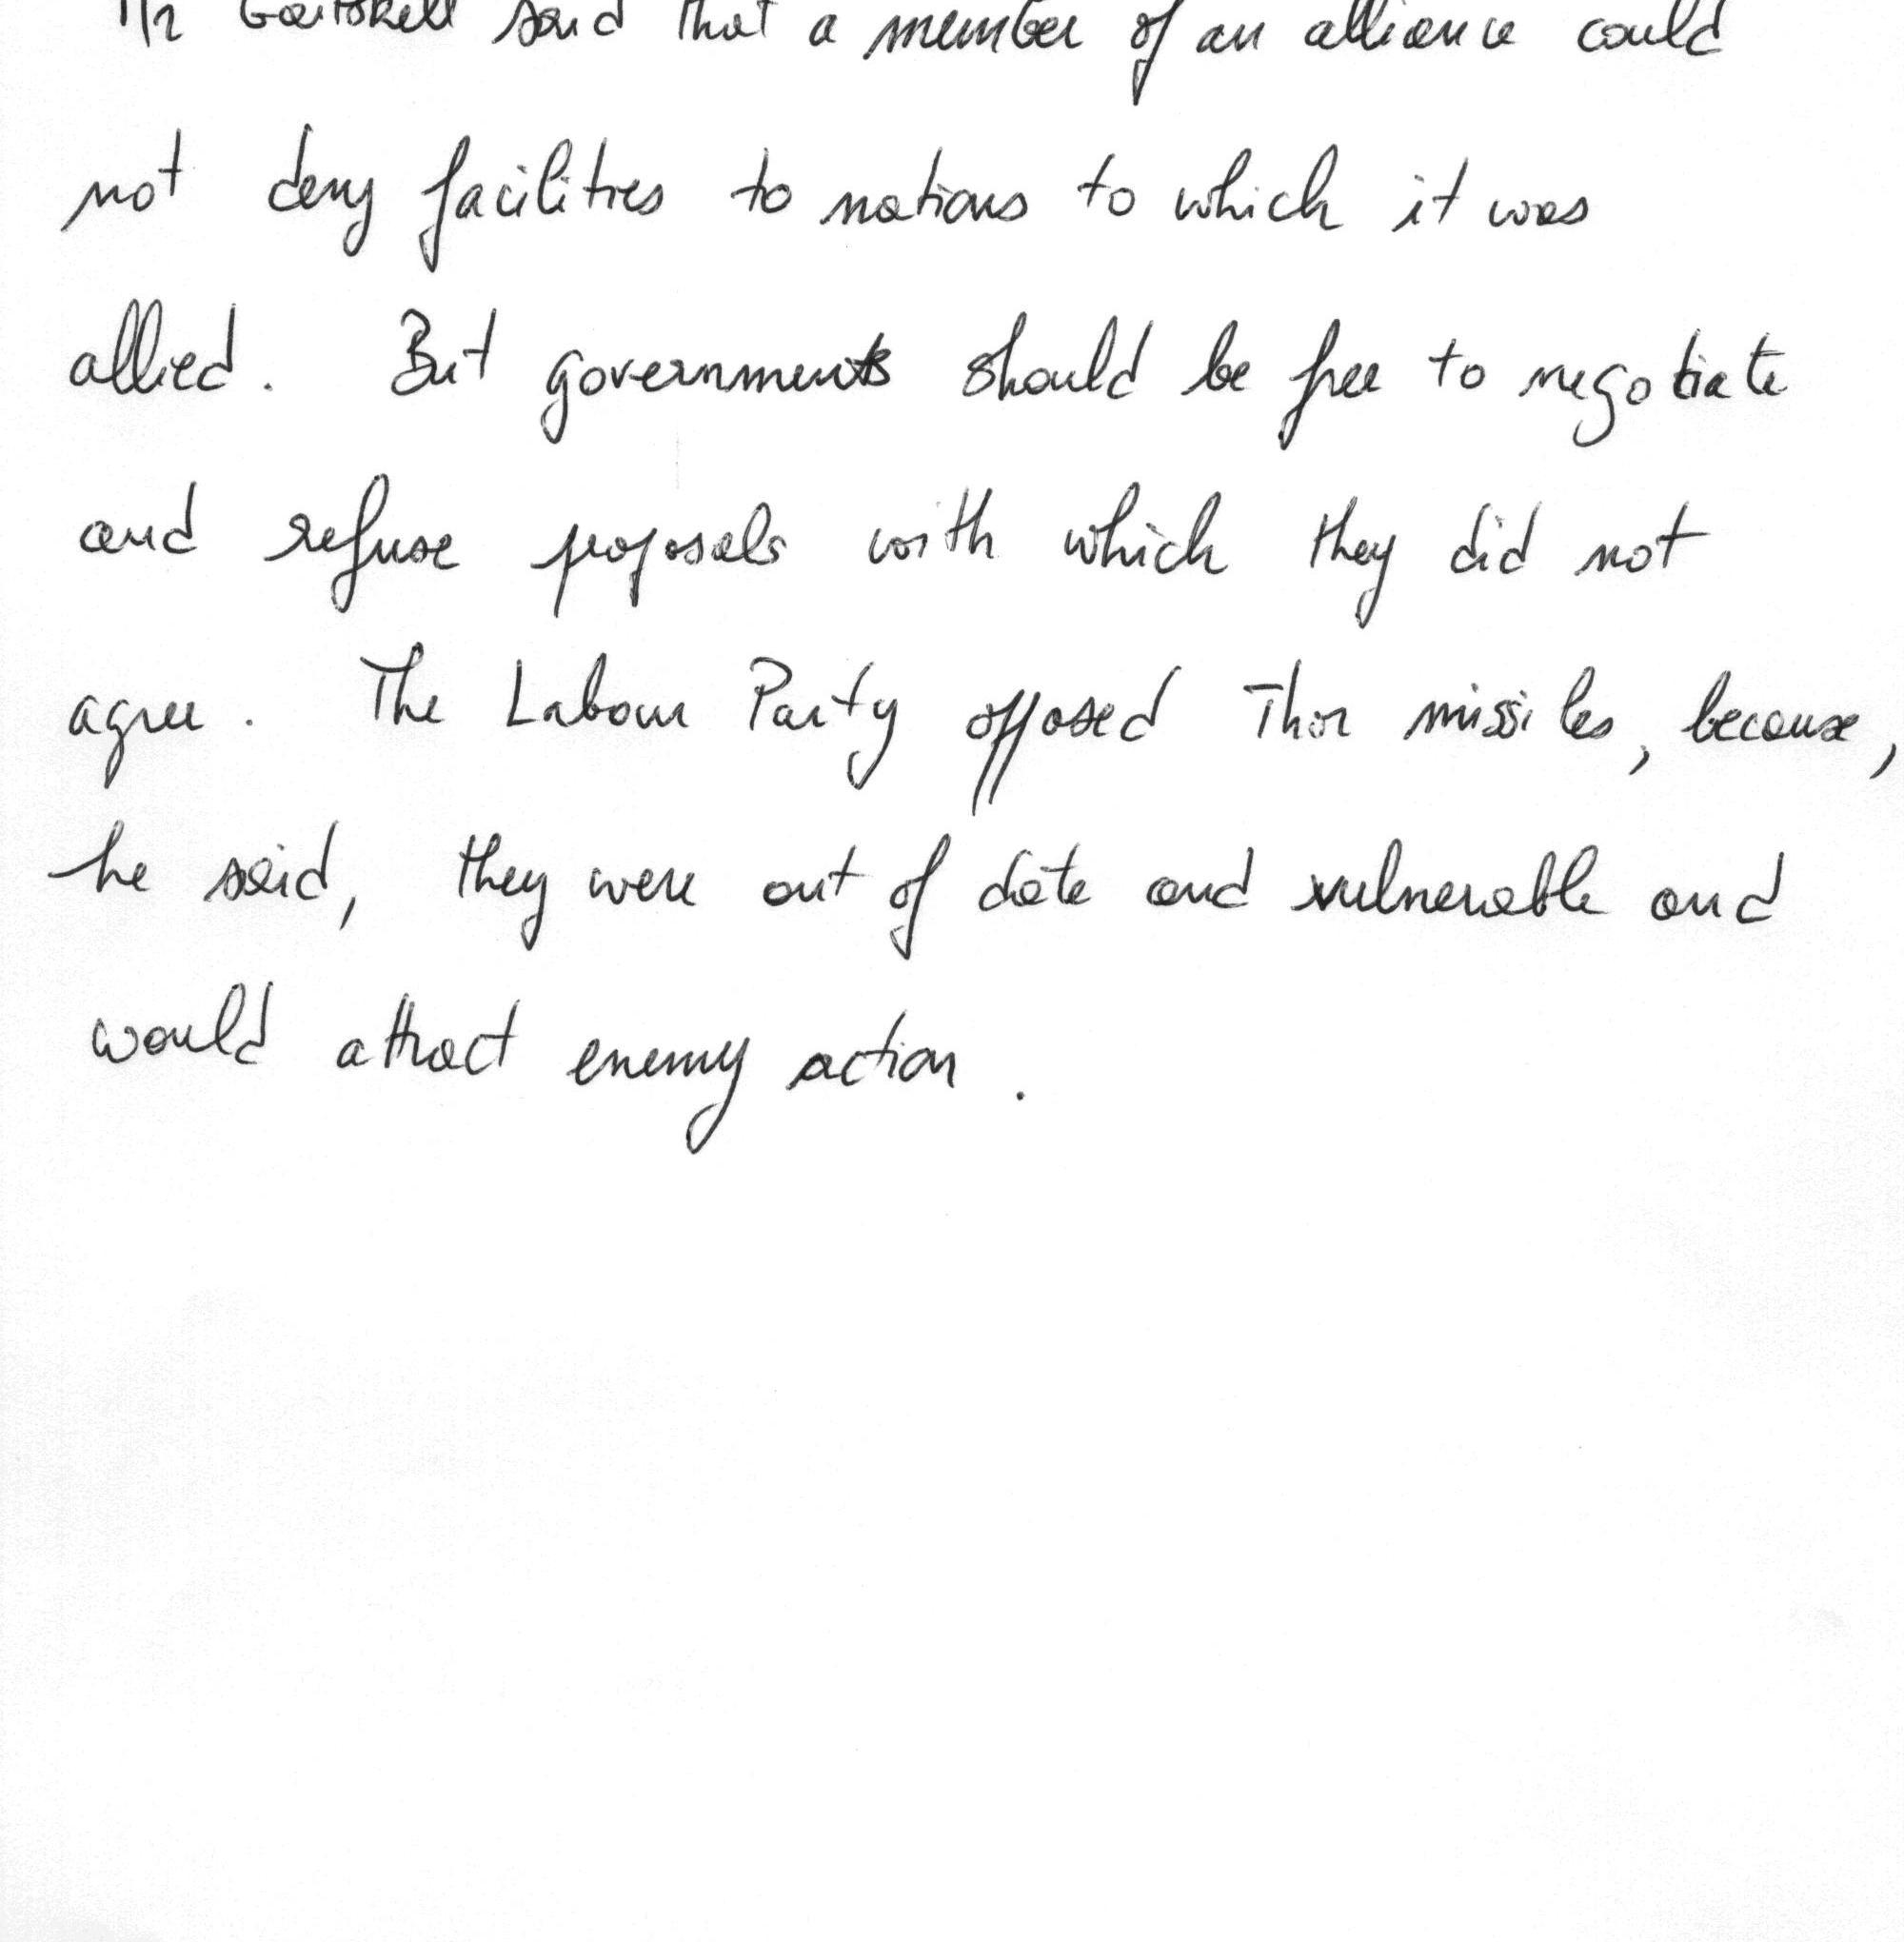 Mr Gaitskell said that a member of an alliance could
not deny facilities to nations to which it was
allied. But governments should be free to negotiate
and refuse proposals with which they did not
agree. The Labour Party opposed Thor missiles, because,
he said, they were out of date and vulnerable and
would attract enemy action.